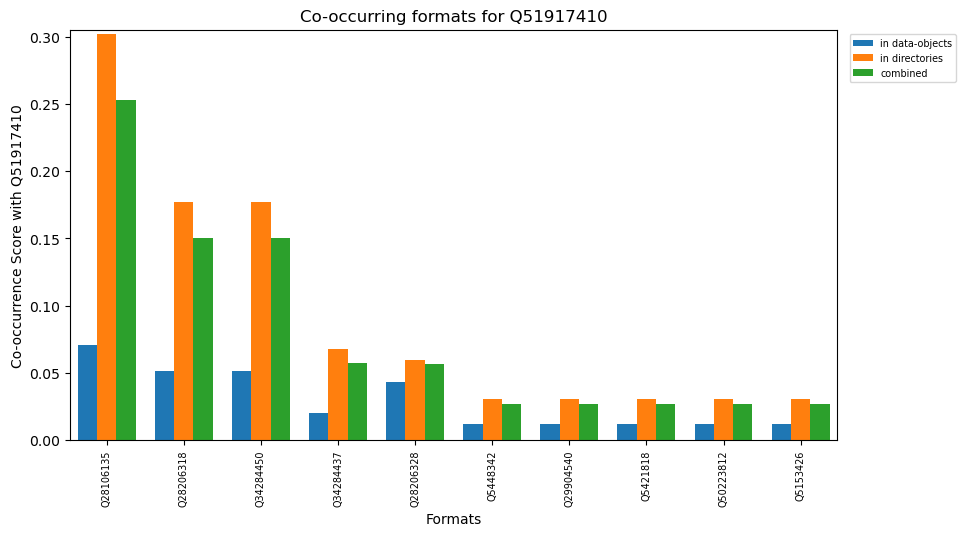 Co-occurring formats for Q51917410
in data-objects
in directories
combined
Co-occurrence Score with Q51917410
0.30
0.25
0.20
0.15
0.10
0.05
0.00
Q28106135
Q28206318
Q34284450
Q34284437
Q28206328
Q5448342
Q29904540
Q5421818
Q50223812
Q5153426
Formats